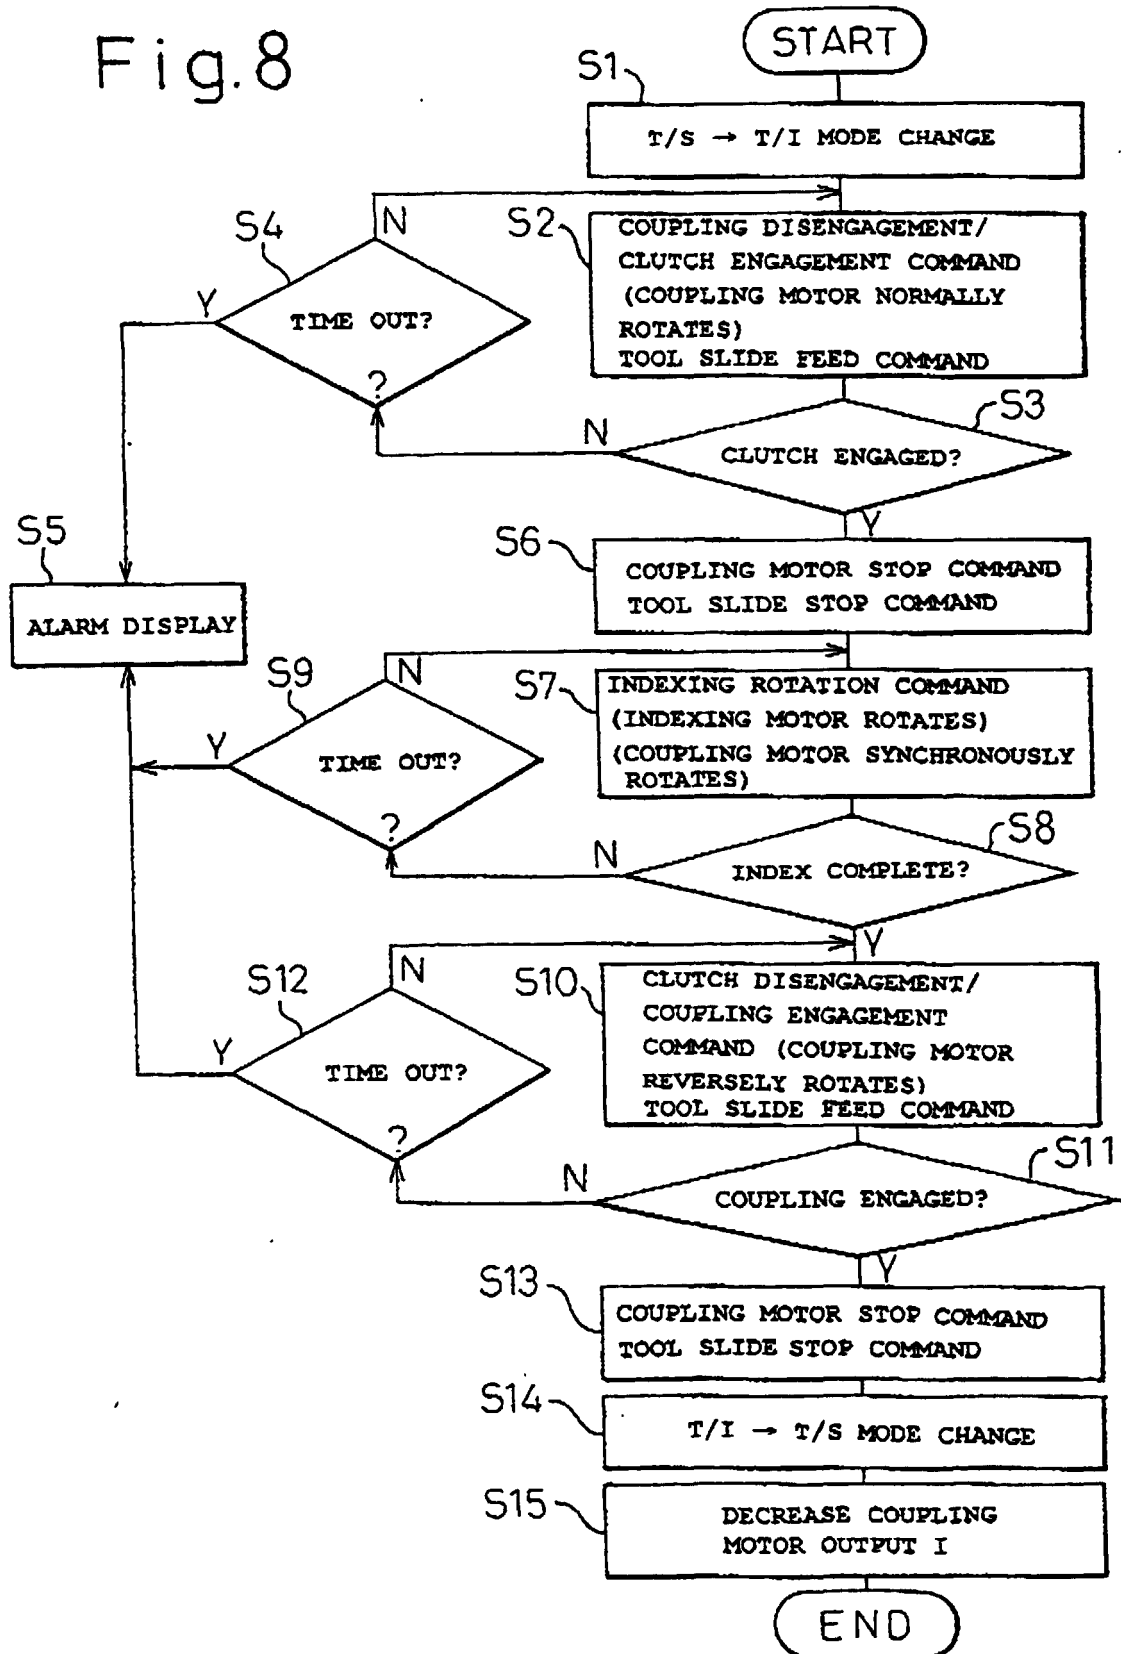 Fig.8
START
S1
T/S → T/I MODE CHANGE
N
S4
S2
COUPLING DISENGAGEMENT/
CLUTCH ENGAGEMENT COMMAND
(COUPLING MOTOR NORMALLY
ROTATES)
TOOL SLIDE FEED COMMAND
Y
TIME OUT?
?
S3
N
CLUTCH ENGAGED?
Y
S5
ALARM DISPLAY
S6
COUPLING MOTOR STOP COMMAND
TOOL SLIDE STOP COMMAND
S9
N
S7
INDEXING ROTATION COMMAND
(INDEXING MOTOR ROTATES)
(COUPLING MOTOR SYNCHRONOUSLY
ROTATES)
Y
TIME OUT?
?
S8
N
INDEX COMPLETE?
Y
S12
N
S10
CLUTCH DISENGAGEMENT/
COUPLING ENGAGEMENT
COMMAND (COUPLING MOTOR
REVERSELY ROTATES)
TOOL SLIDE FEED COMMAND
Y
TIME OUT?
?
S11
N
COUPLING ENGAGED?
Y
S13
COUPLING MOTOR STOP COMMAND
TOOL SLIDE STOP COMMAND
S14
T/I → T/S MODE CHANGE
S15
DECREASE COUPLING
MOTOR OUTPUT I
END